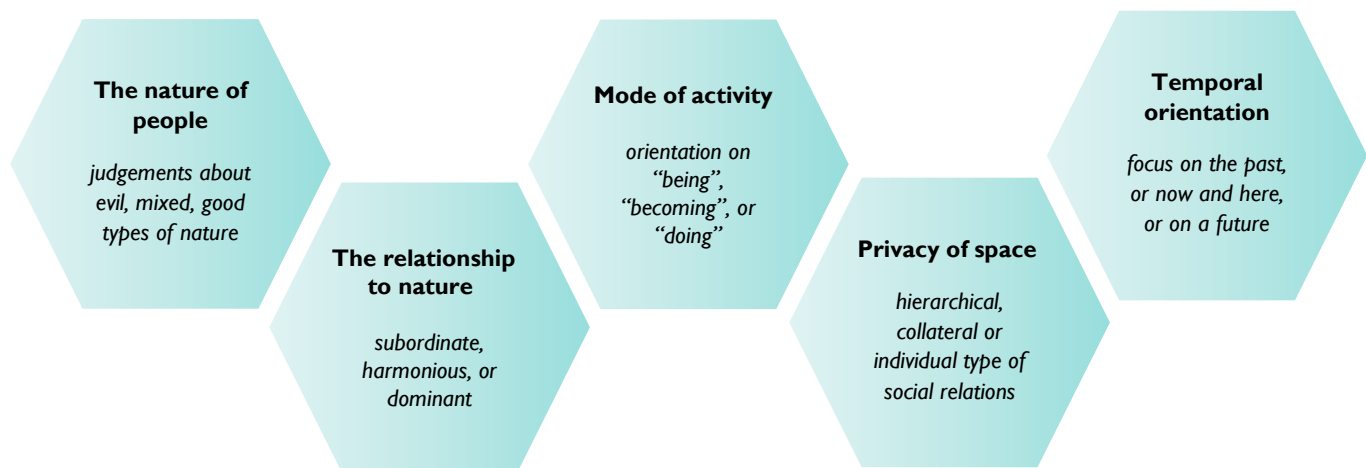 The nature of
people
judgements about
evil, mixed, good
types of nature
The relationship
to nature
subordinate,
harmonious, or
dominant
Mode of activity
orientation on
“being”,
“becoming”, or
“doing”
Privacy of space
hierarchical,
collateral or
individual type of
social relations
Temporal
orientation
focus on the past,
or now and here,
or on a future